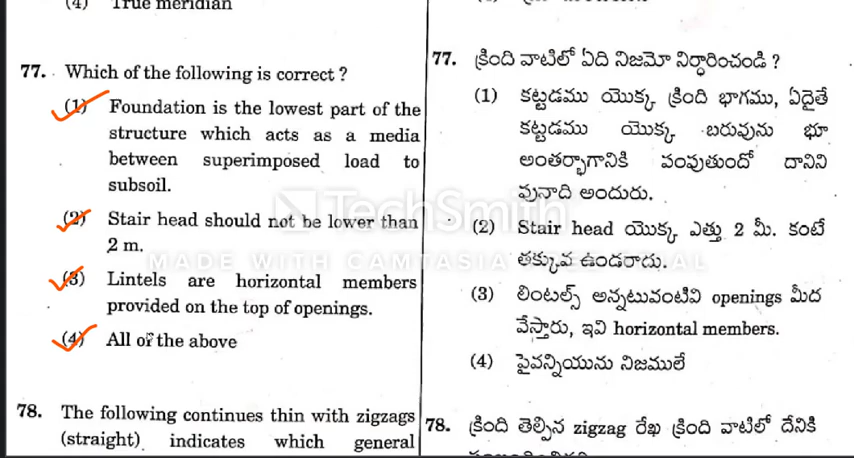 (4) True meridian
77. Which of the following is correct ?
(1) Foundation is the lowest part of the
structure which acts as a media
between superimposed load to
subsoil.
(2) Stair head should not be lower than
2 m.
(3) Lintels are horizontal members
provided on the top of openings.
(4) All of the above
78. The following continues thin with zigzags
(straight) indicates which general
77. క్రింది వాటిలో ఏది నిజమో నిర్ధారించండి ?
(1) కట్టడము యొక్క క్రింది భాగము, ఏదైతే
కట్టడము యొక్క బరువును భూ
అంతర్భాగానికి పంపుతుందో దానిని
పునాది అందురు.
(2) Stair head యొక్క ఎత్తు 2 మీ. కంటే
తక్కువ ఉండరాదు.
(3) లింటల్స్ అన్నటువంటివి openings మీద
వేస్తారు, ఇవి horizontal members.
(4) పైవన్నియును నిజములే
78. క్రింది తెల్పిన zigzag రేఖ క్రింది వాటిలో దేనికి
TechSmith
MADE WITH CAMTASIA FREE TRIAL